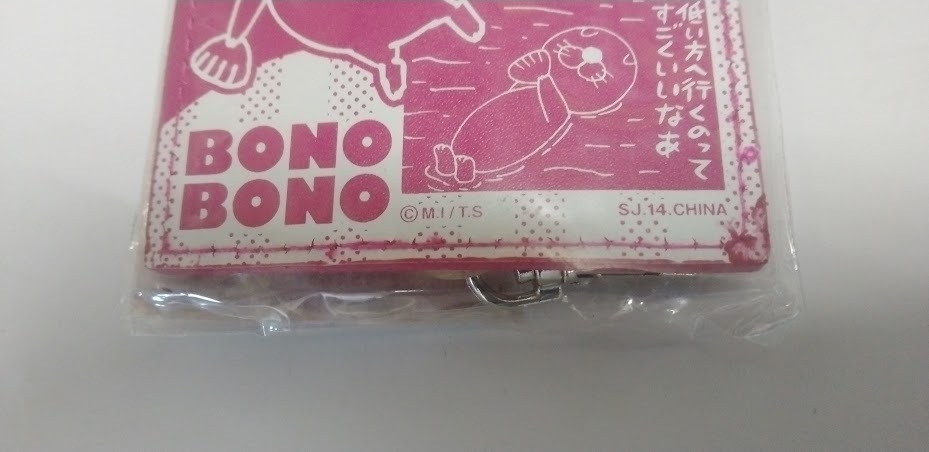 低い方へ行くのって
すごくいいなあ
BONO
BONO
© M.I / T.S
SJ.14.CHINA